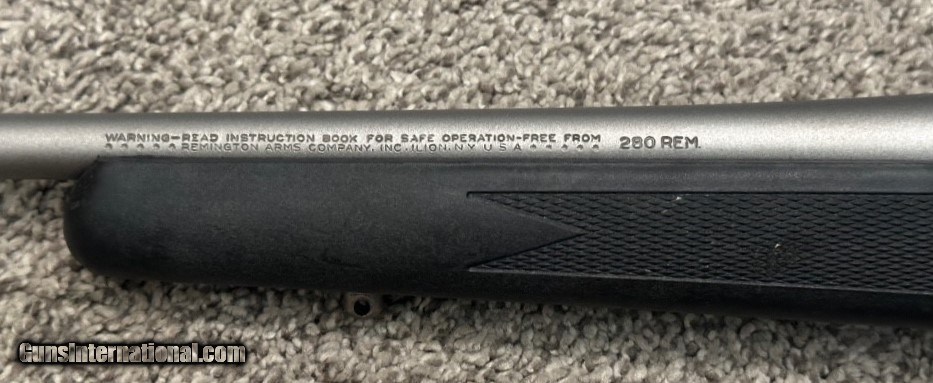 WARNING—READ INSTRUCTION BOOK FOR SAFE OPERATION-FREE FROM
★★★★★ REMINGTON ARMS COMPANY, INC. ILION, N.Y. U.S.A. ★★★★★
280 REM.
GunsInternational.com